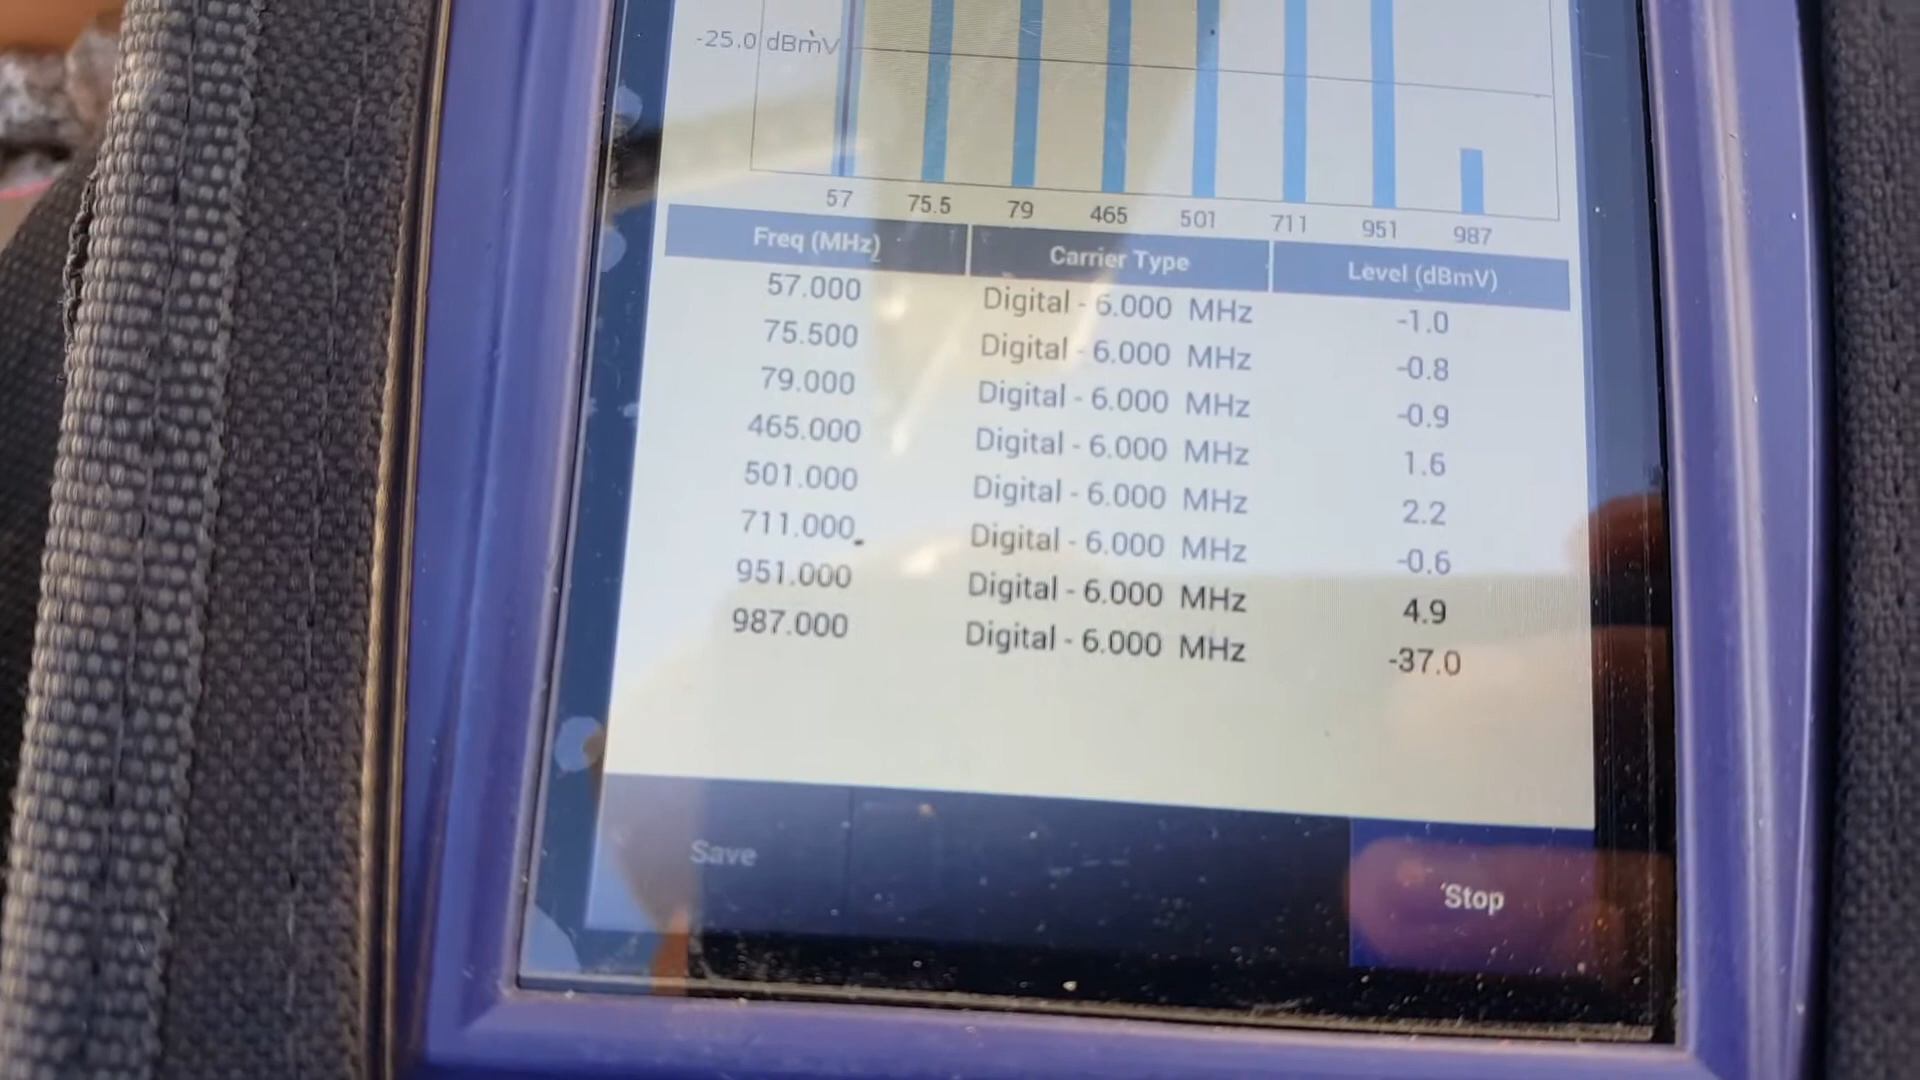 -25.0 dBmV
57 75.5 79 465 501 711 951 987
Freq (MHz) Carrier Type Level (dBmV)
57.000 Digital - 6.000 MHz -1.0
75.500 Digital - 6.000 MHz -0.8
79.000 Digital - 6.000 MHz -0.9
465.000 Digital - 6.000 MHz 1.6
501.000 Digital - 6.000 MHz 2.2
711.000 Digital - 6.000 MHz -0.6
951.000 Digital - 6.000 MHz 4.9
987.000 Digital - 6.000 MHz -37.0
Save Stop